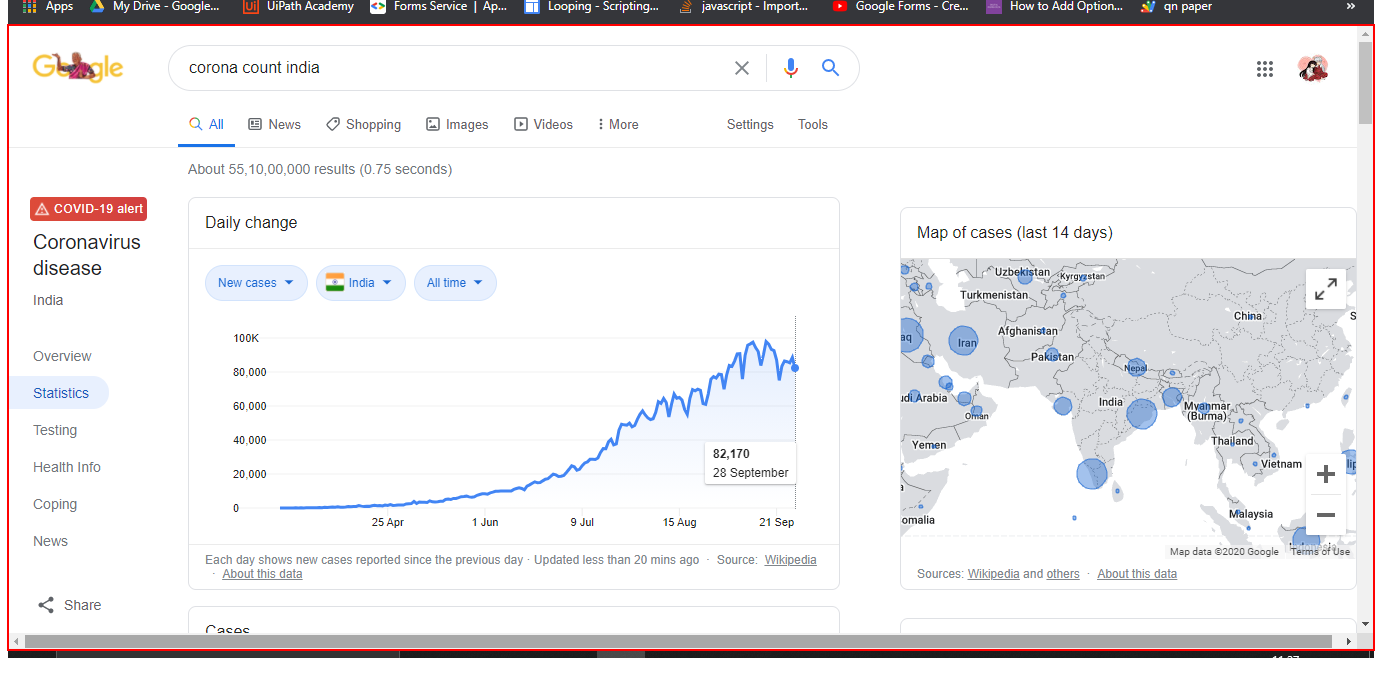 Apps My Drive - Google... UiPath Academy Forms Service | Ap... Looping - Scripting... javascript - Import... Google Forms - Cre... How to Add Option... qn paper »
Google corona count india
All News Shopping Images Videos More Settings Tools
About 55,10,00,000 results (0.75 seconds)
COVID-19 alert
Coronavirus
disease
India
Overview
Statistics
Testing
Health Info
Coping
News
Share
Daily change
New cases India All time
100K
80,000
60,000
40,000
20,000
0
82,170
28 September
25 Apr 1 Jun 9 Jul 15 Aug 21 Sep
Each day shows new cases reported since the previous day · Updated less than 20 mins ago · Source: Wikipedia
· About this data
Cases
Map of cases (last 14 days)
Uzbekistan Kyrgyzstan
Turkmenistan
China
Afghanistan
aq Iran
Pakistan
Nepal
udi Arabia India
Oman Myanmar
(Burma)
Yemen Thailand
Vietnam
omalia Malaysia
Map data ©2020 Google Terms of Use
Sources: Wikipedia and others · About this data